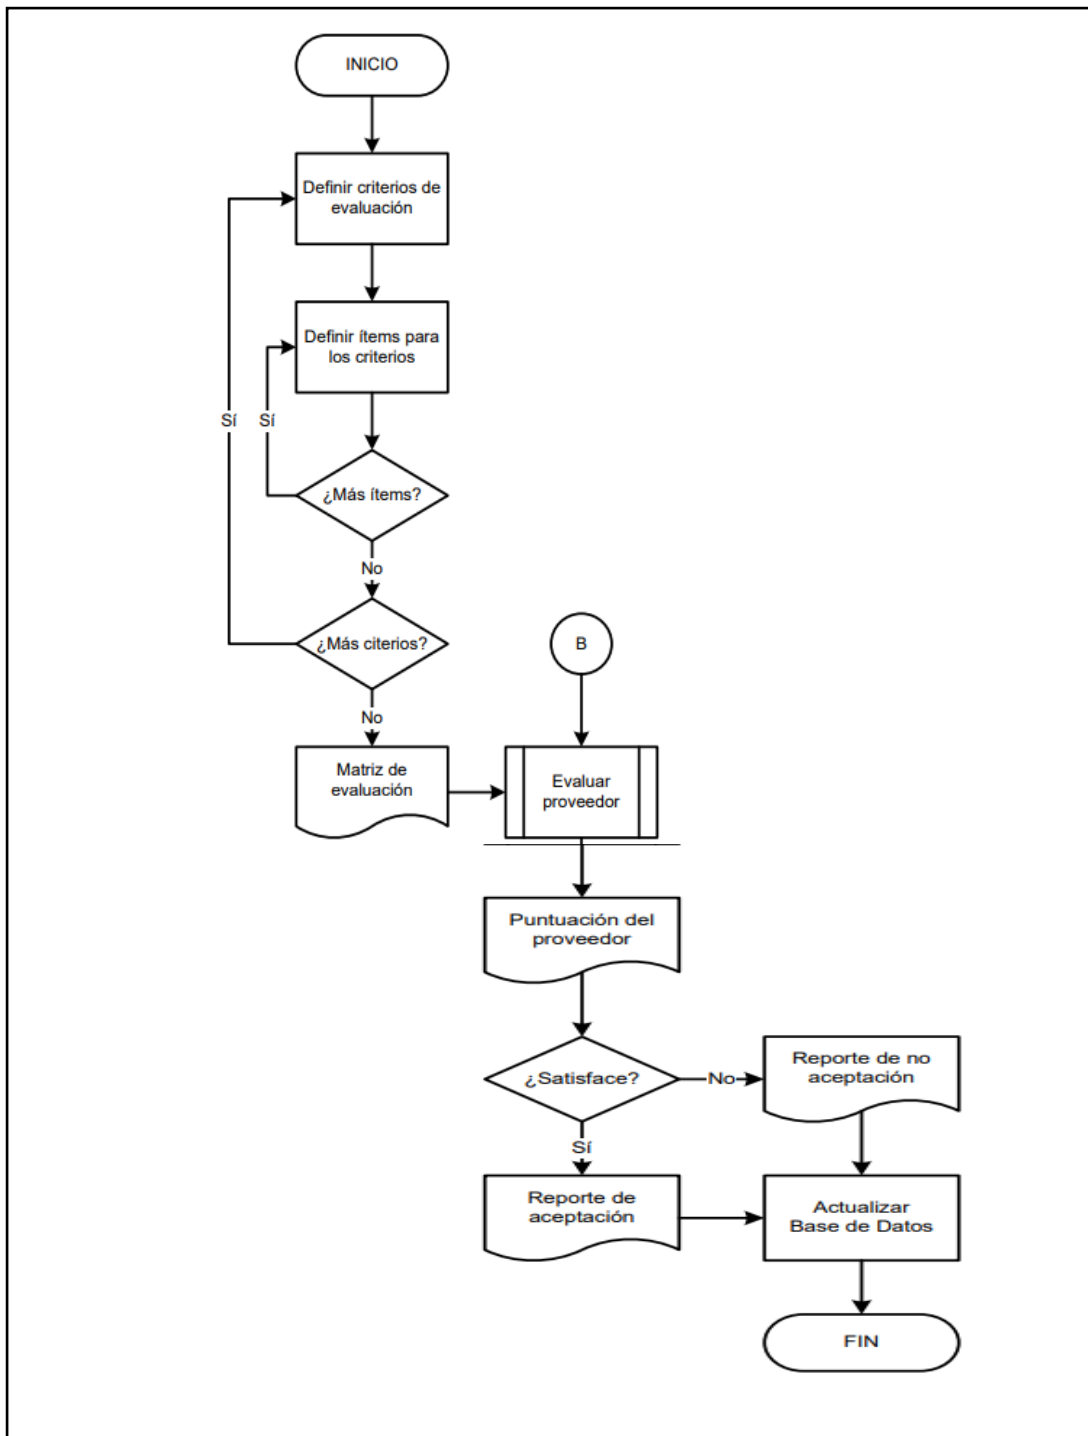 INICIO
Definir criterios de
evaluación
Definir ítems para
los criterios
Sí
Sí
¿Más ítems?
No
¿Más citerios?
B
No
Matriz de
evaluación
Evaluar
proveedor
Puntuación del
proveedor
¿Satisface?
No
Reporte de no
aceptación
Sí
Reporte de
aceptación
Actualizar
Base de Datos
FIN